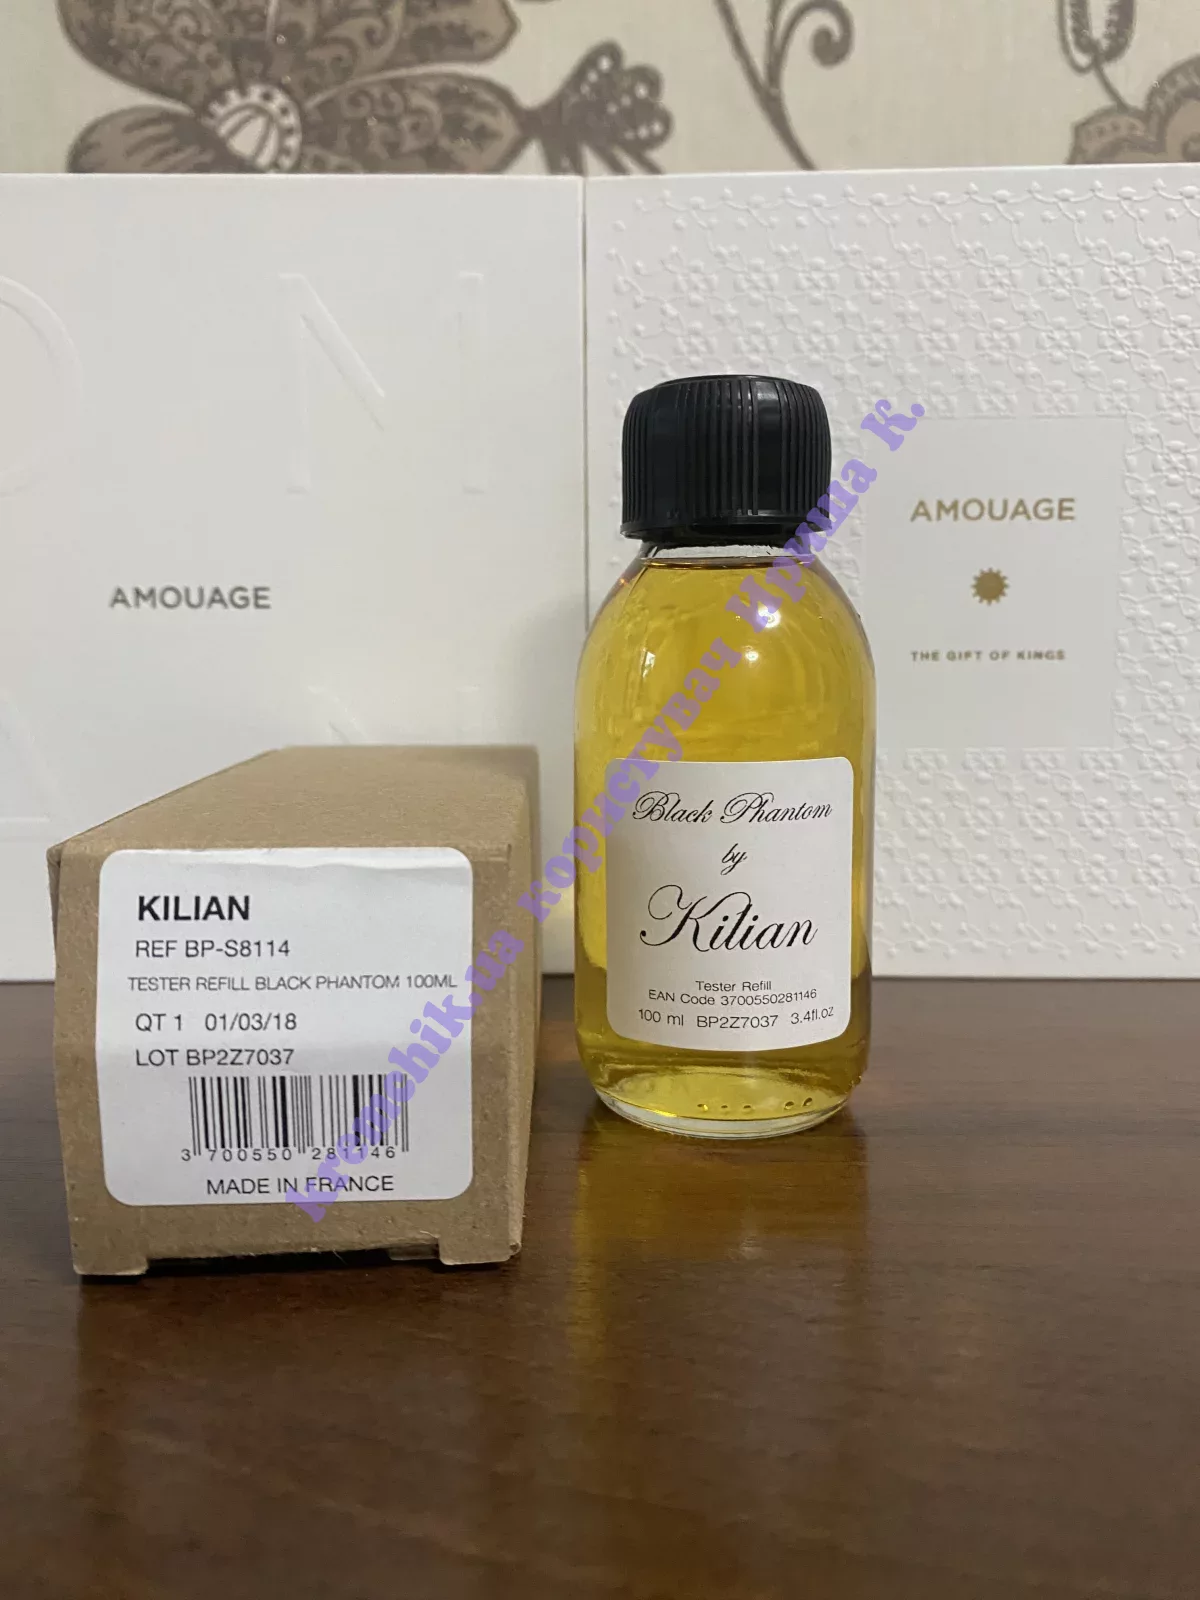 AMOUAGE
AMOUAGE
THE GIFT OF KINGS
Black Phantom
by
Kilian
Tester Refill
EAN Code 3700550281146
100 ml BP2Z7037 3.4fl.oz
KILIAN
REF BP-S8114
TESTER REFILL BLACK PHANTOM 100ML
QT 1 01/03/18
LOT BP2Z7037
3 700550 281146
MADE IN FRANCE
kremchik.ua користувач Ириша К.